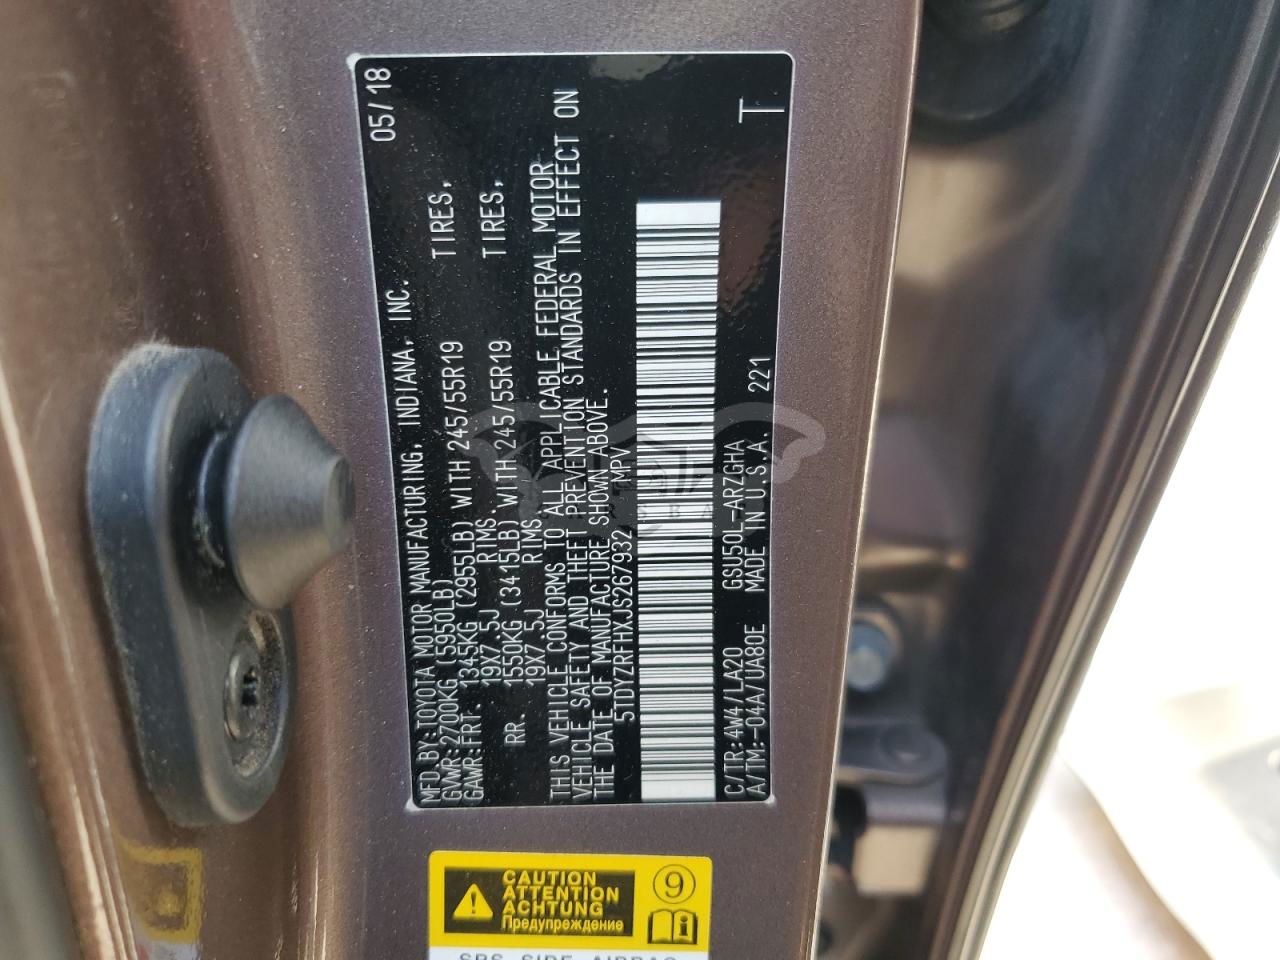 MFD.BY:TOYOTA MOTOR MANUFACTURING, INDIANA, INC. 05/18
GVWR:2700KG (5950LB)
GAWR:FRT. 1345KG (2955LB) WITH 245/55R19 TIRES,
19X7.5J RIMS
RR. 1550KG (3415LB) WITH 245/55R19 TIRES,
19X7.5J RIMS
THIS VEHICLE CONFORMS TO ALL APPLICABLE FEDERAL MOTOR
VEHICLE SAFETY AND THEFT PREVENTION STANDARDS IN EFFECT ON
THE DATE OF MANUFACTURE SHOWN ABOVE.
5TDYZRFHXJS267932 MPV
C/TR:4W4/LA20 GSU50L-ARZGHA
A/TM:-04A/UA80E MADE IN U.S.A. 221 T
CAUTION
ATTENTION
ACHTUNG
Предупреждение
9
i
SRS SIDE AIRBAG